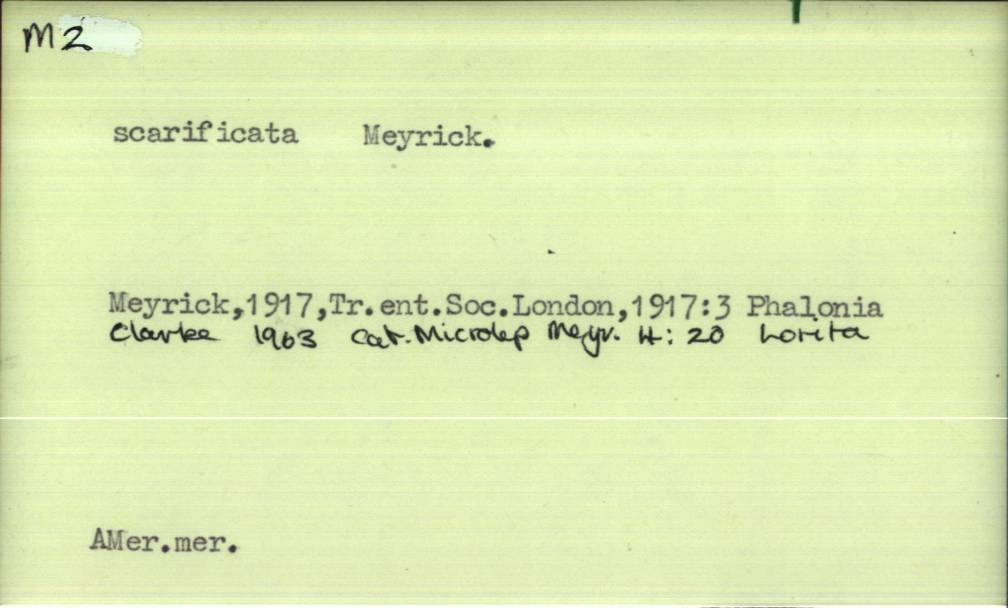 M2
scarificata Meyrick.
Meyrick,1917,Tr.ent.Soc.London,1917:3 Phalonia
Clarke 1963 Cat.Microlep Meyr. 4: 20 Lorita
AMer.mer.